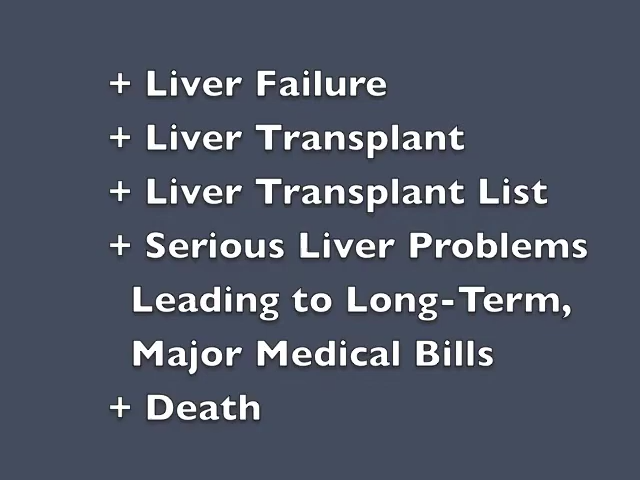 + Liver Failure
+ Liver Transplant
+ Liver Transplant List
+ Serious Liver Problems
Leading to Long-Term,
Major Medical Bills
+ Death